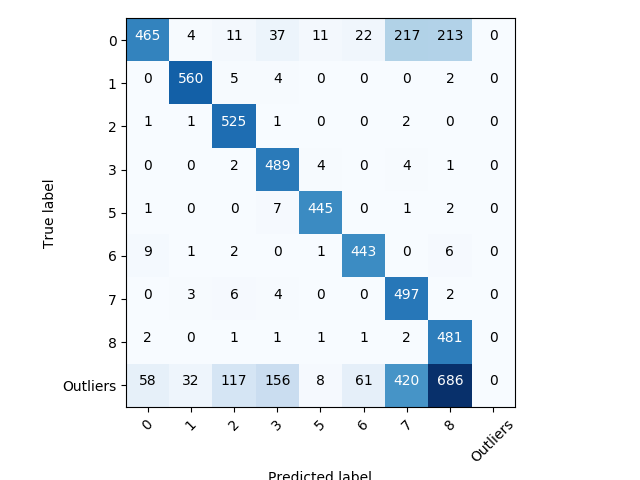 0 465 4 11 37 11 22 217 213 0
1 0 560 5 4 0 0 0 2 0
2 1 1 525 1 0 0 2 0 0
3 0 0 2 489 4 0 4 1 0
5 1 0 0 7 445 0 1 2 0
6 9 1 2 0 1 443 0 6 0
7 0 3 6 4 0 0 497 2 0
8 2 0 1 1 1 1 2 481 0
Outliers 58 32 117 156 8 61 420 686 0
0 1 2 3 5 6 7 8 Outliers
True label
Predicted label